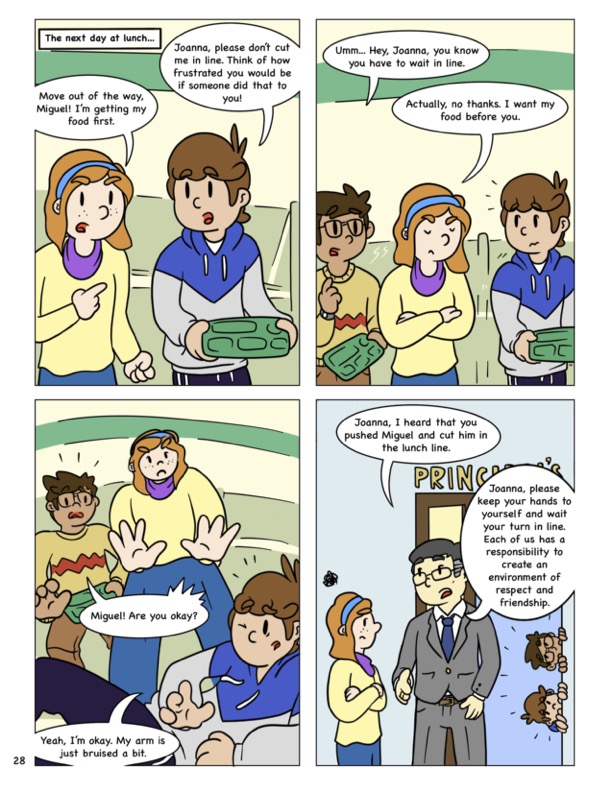 The next day at lunch...
Joanna, please don't cut
me in line. Think of how
frustrated you would be
if someone did that to
you!
Move out of the way,
Miguel! I'm getting my
food first.
Umm... Hey, Joanna, you know
you have to wait in line.
Actually, no thanks. I want my
food before you.
Miguel! Are you okay?
Yeah, I'm okay. My arm is
just bruised a bit.
Joanna, I heard that you
pushed Miguel and cut him in
the lunch line.
PRINCIPAL'S
Joanna, please
keep your hands to
yourself and wait
your turn in line.
Each of us has a
responsibility to
create an
environment of
respect and
friendship.
28